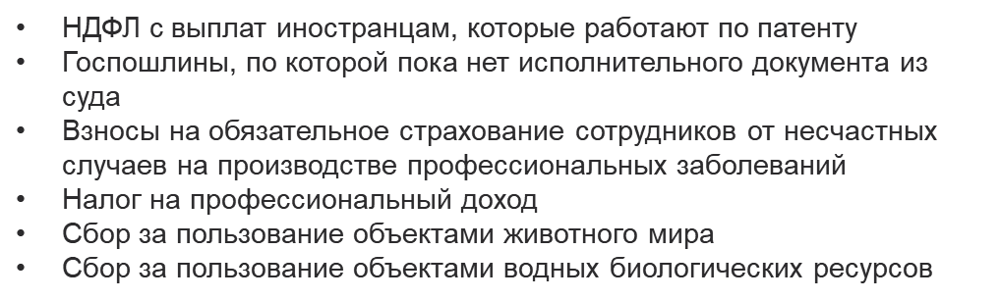 • НДФЛ с выплат иностранцам, которые работают по патенту
• Госпошлины, по которой пока нет исполнительного документа из
суда
• Взносы на обязательное страхование сотрудников от несчастных
случаев на производстве профессиональных заболеваний
• Налог на профессиональный доход
• Сбор за пользование объектами животного мира
• Сбор за пользование объектами водных биологических ресурсов